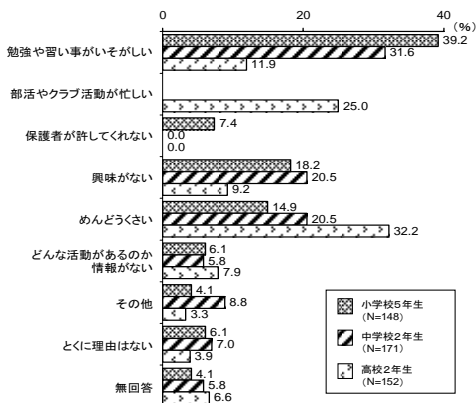 0
20
40
(%)
勉強や習い事がいそがしい
39.2
31.6
11.9
部活やクラブ活動が忙しい
25.0
保護者が許してくれない
7.4
0.0
0.0
興味がない
18.2
20.5
9.2
めんどうくさい
14.9
20.5
32.2
どんな活動があるのか
情報がない
6.1
5.8
7.9
その他
4.1
8.8
3.3
とくに理由はない
6.1
7.0
3.9
無回答
4.1
5.8
6.6
小学校5年生
(N=148)
中学校2年生
(N=171)
高校2年生
(N=152)